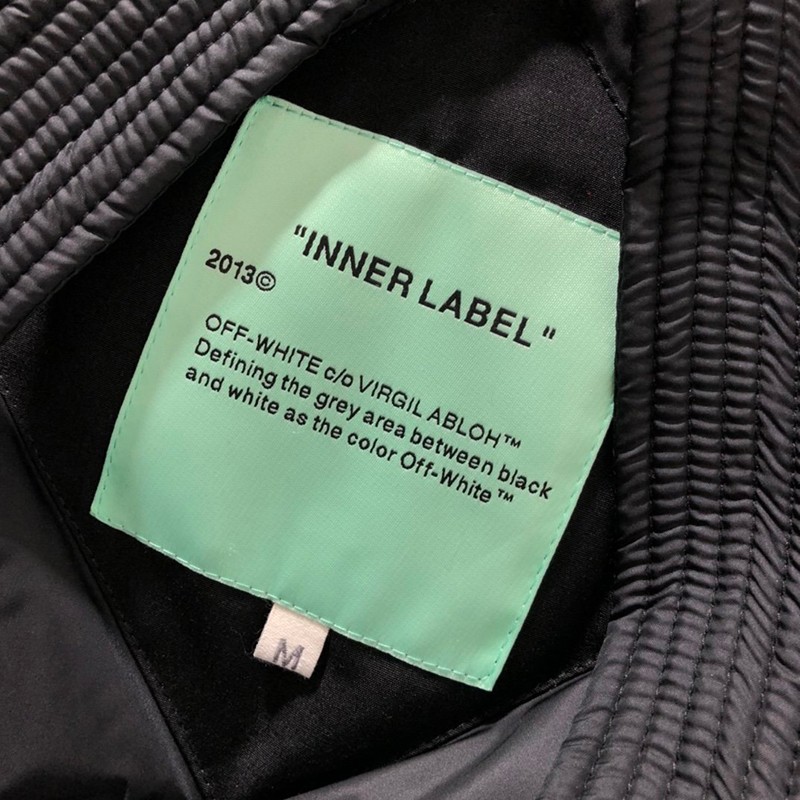 "INNER LABEL"
2013©
OFF-WHITE c/o VIRGIL ABLOH™
Defining the grey area between black
and white as the color Off-White™
M